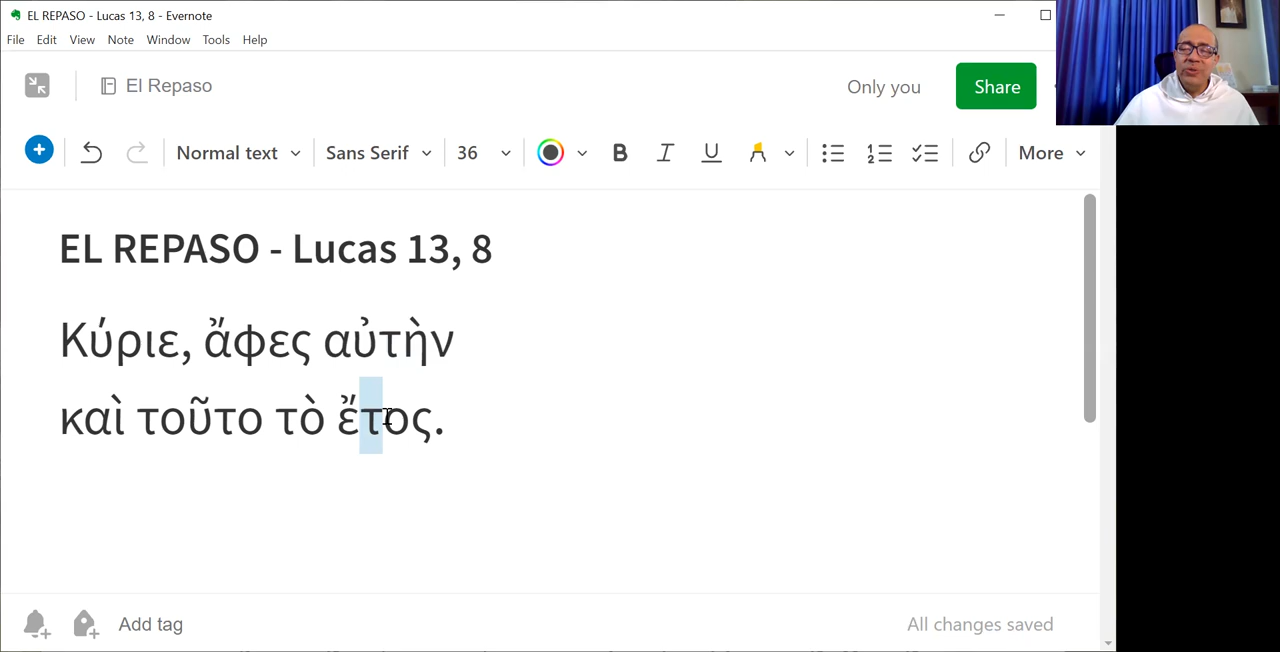 EL REPASO - Lucas 13, 8 - Evernote
File Edit View Note Window Tools Help
El Repaso
Only you
Share
Normal text
Sans Serif
36
B I U
More
EL REPASO - Lucas 13, 8
Κύριε, ἄφες αὐτὴν
καὶ τοῦτο τὸ ἔτος.
Add tag
All changes saved